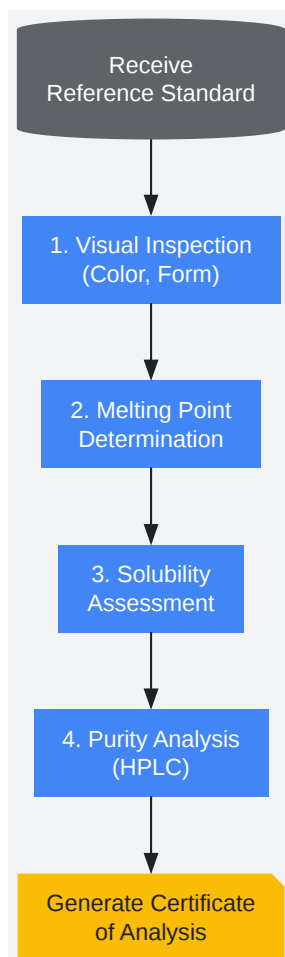 Receive
Reference Standard
1. Visual Inspection
(Color, Form)
2. Melting Point
Determination
3. Solubility
Assessment
4. Purity Analysis
(HPLC)
Generate Certificate
of Analysis